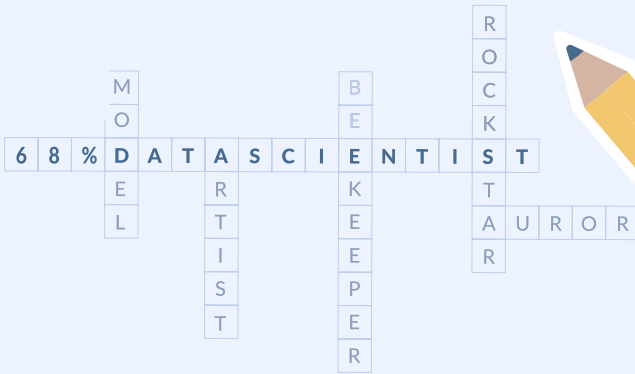 ROCKSTAR
MODEL
BEEKEEPER
68%DATASCIENTIST
ARTIST
AUROR